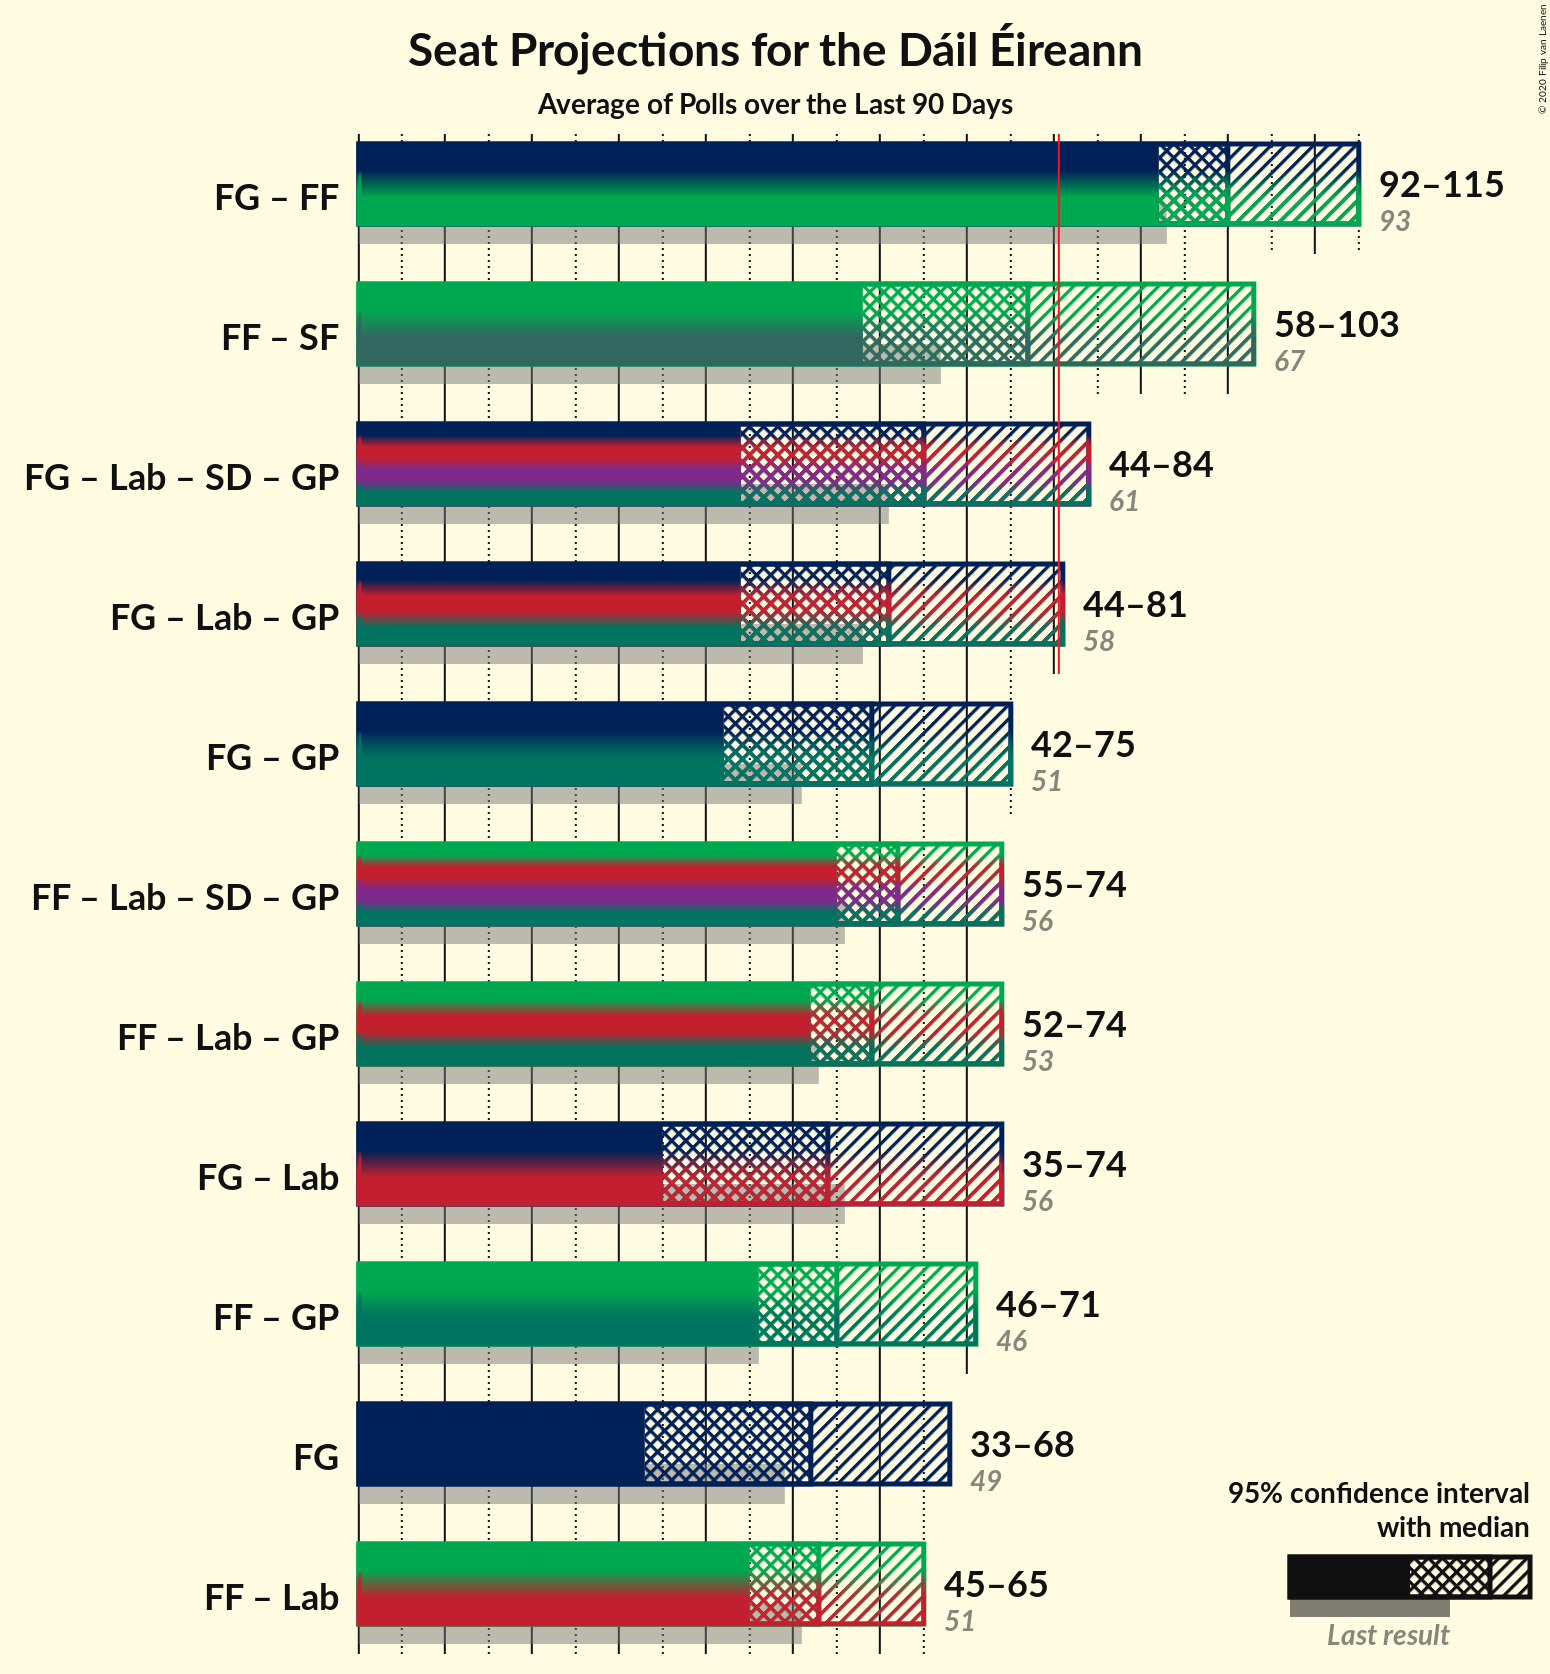 Seat Projections for the Dáil Éireann
Average of Polls over the Last 90 Days
© 2020 Filip van Laenen
FG – FF
92–115
93
FF – SF
58–103
67
FG – Lab – SD – GP
44–84
61
FG – Lab – GP
44–81
58
FG – GP
42–75
51
FF – Lab – SD – GP
55–74
56
FF – Lab – GP
52–74
53
FG – Lab
35–74
56
FF – GP
46–71
46
FG
33–68
49
FF – Lab
45–65
51
95% confidence interval
with median
Last result